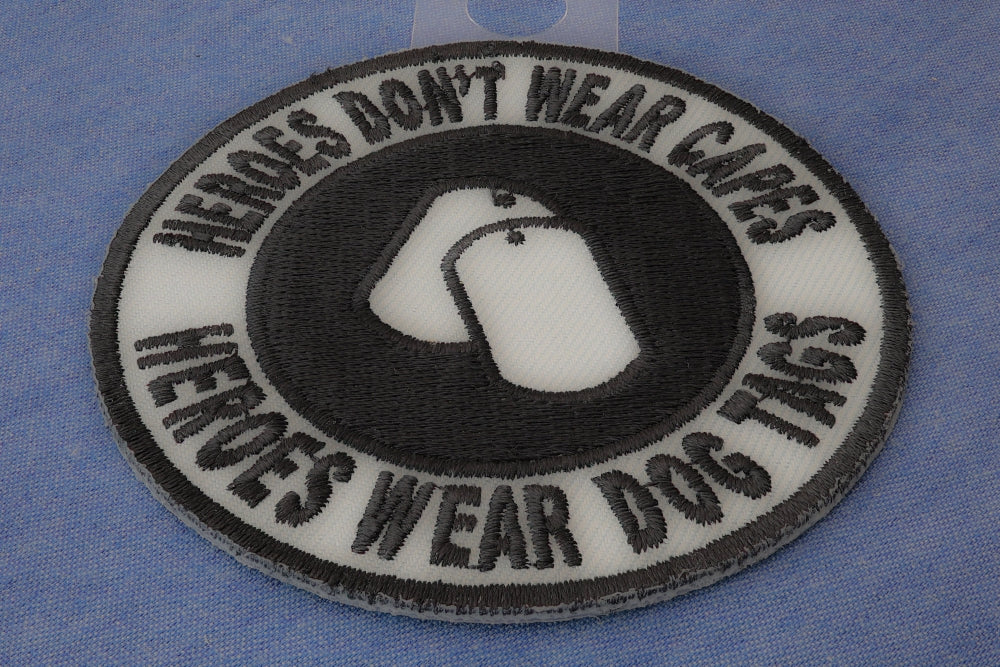 HEROES DON'T WEAR CAPES
HEROES WEAR DOG TAGS